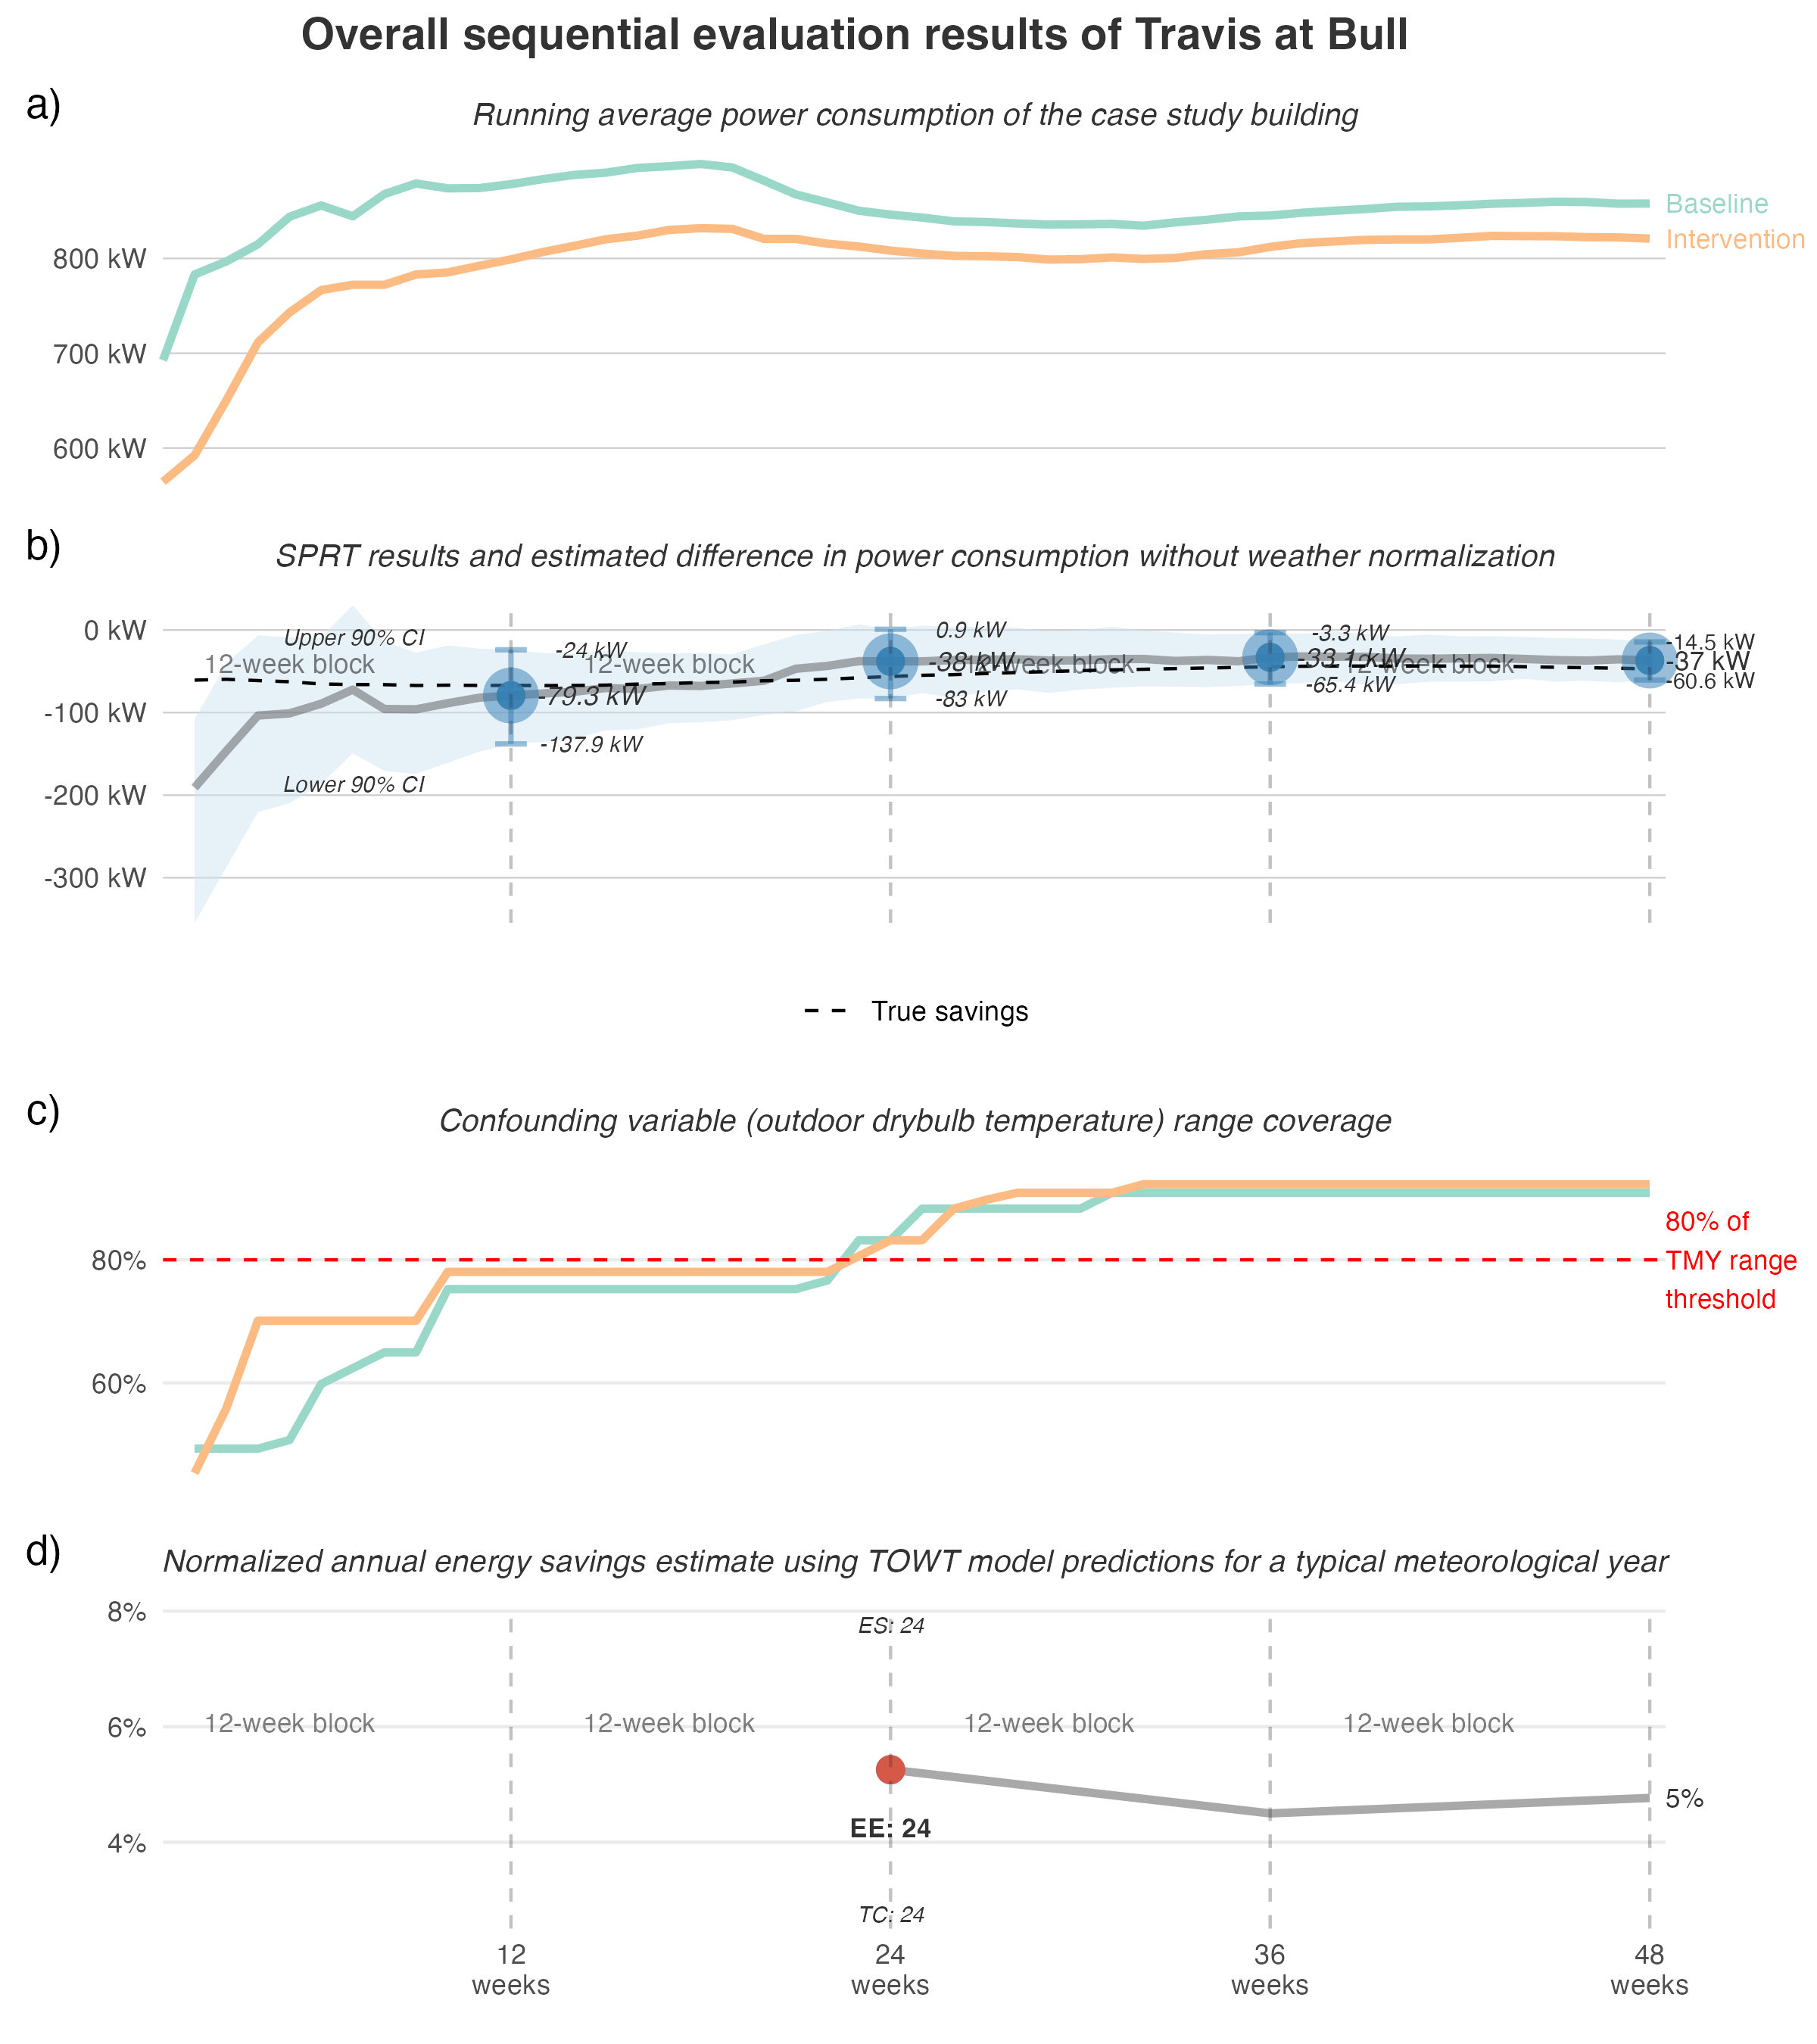 Overall sequential evaluation results of Travis at Bull
a)
Running average power consumption of the case study building
Baseline
Intervention
800 kW
700 kW
600 kW
b)
SPRT results and estimated difference in power consumption without weather normalization
0 kW
-100 kW
-200 kW
-300 kW
Upper 90% CI
Lower 90% CI
12-week block
12-week block
12-week block
12-week block
-24 kW
-79.3 kW
-137.9 kW
0.9 kW
-38 kW
-83 kW
-3.3 kW
-33.1 kW
-65.4 kW
-14.5 kW
-37 kW
-60.6 kW
True savings
c)
Confounding variable (outdoor drybulb temperature) range coverage
80%
60%
80% of
TMY range
threshold
d)
Normalized annual energy savings estimate using TOWT model predictions for a typical meteorological year
8%
6%
4%
ES: 24
12-week block
12-week block
12-week block
12-week block
5%
EE: 24
TC: 24
12
weeks
24
weeks
36
weeks
48
weeks